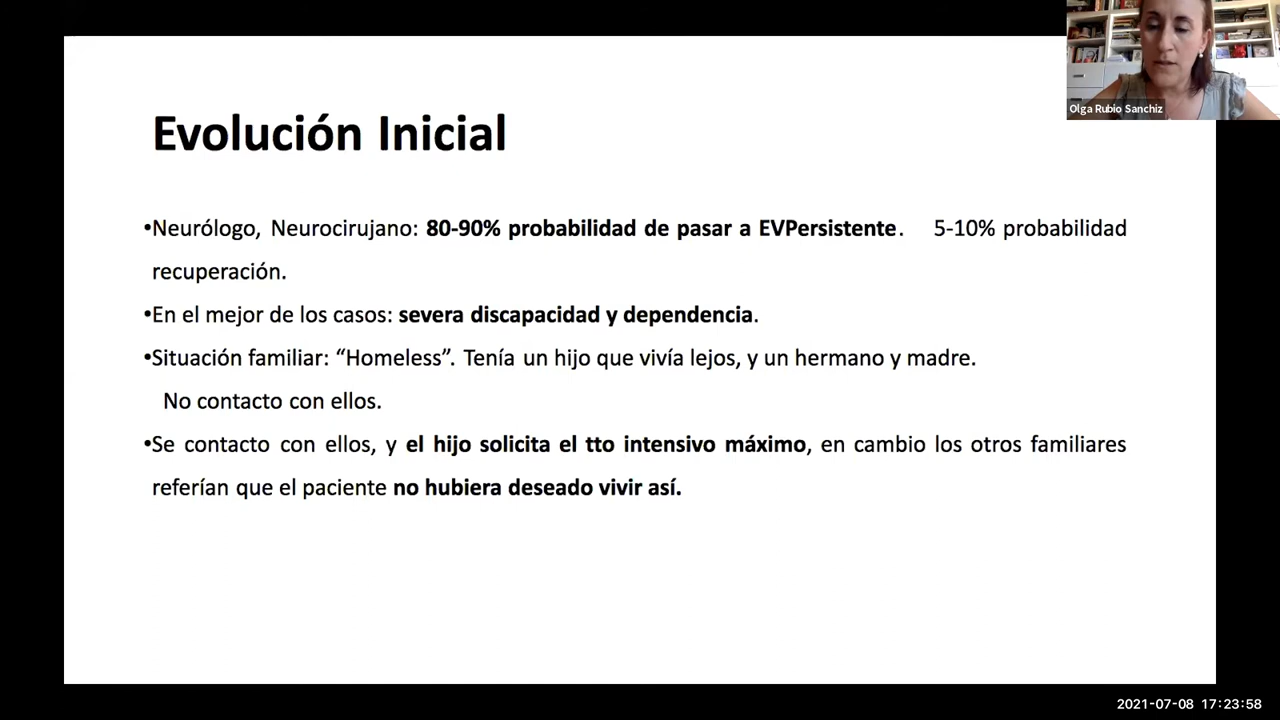 Olga Rubio Sanchiz
Evolución Inicial
•Neurólogo, Neurocirujano: 80-90% probabilidad de pasar a EVPersistente. 5-10% probabilidad
recuperación.
•En el mejor de los casos: severa discapacidad y dependencia.
•Situación familiar: “Homeless”. Tenía un hijo que vivía lejos, y un hermano y madre.
No contacto con ellos.
•Se contacto con ellos, y el hijo solicita el tto intensivo máximo, en cambio los otros familiares
referían que el paciente no hubiera deseado vivir así.
2021-07-08 17:23:58